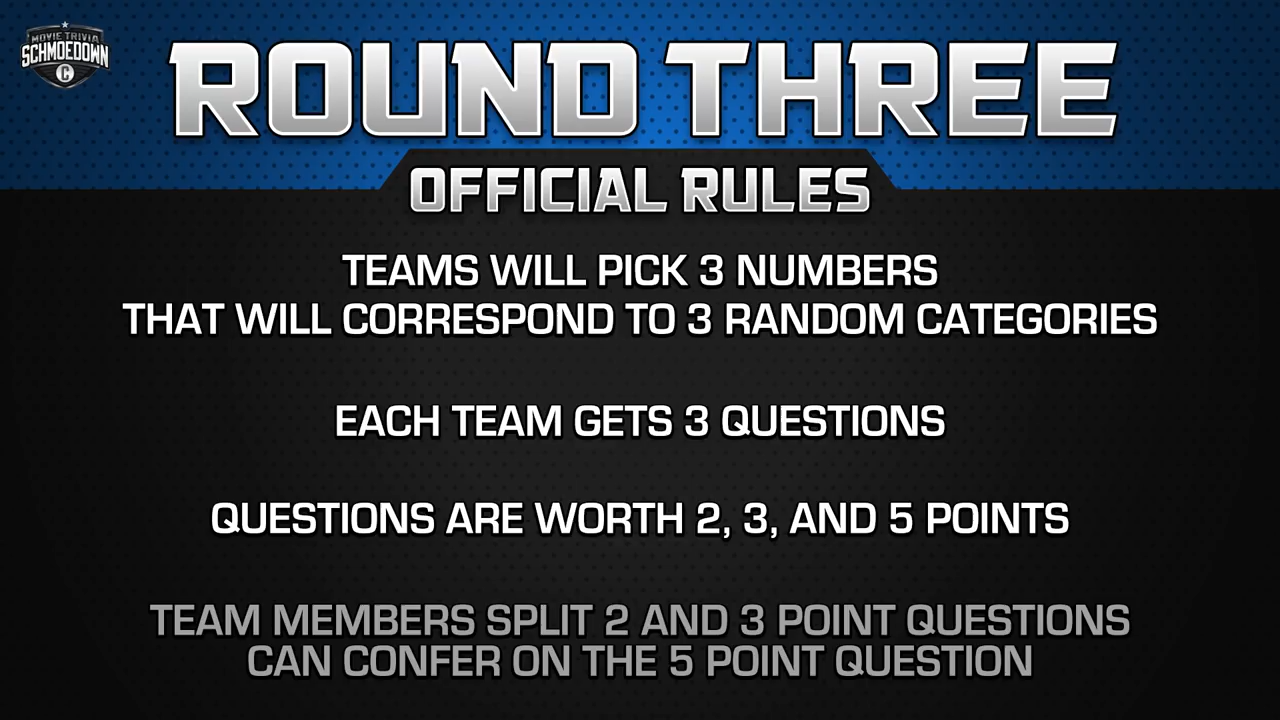 MOVIE TRIVIA
SCHMOEDOWN
C
ROUND THREE
OFFICIAL RULES
TEAMS WILL PICK 3 NUMBERS
THAT WILL CORRESPOND TO 3 RANDOM CATEGORIES
EACH TEAM GETS 3 QUESTIONS
QUESTIONS ARE WORTH 2, 3, AND 5 POINTS
TEAM MEMBERS SPLIT 2 AND 3 POINT QUESTIONS
CAN CONFER ON THE 5 POINT QUESTION